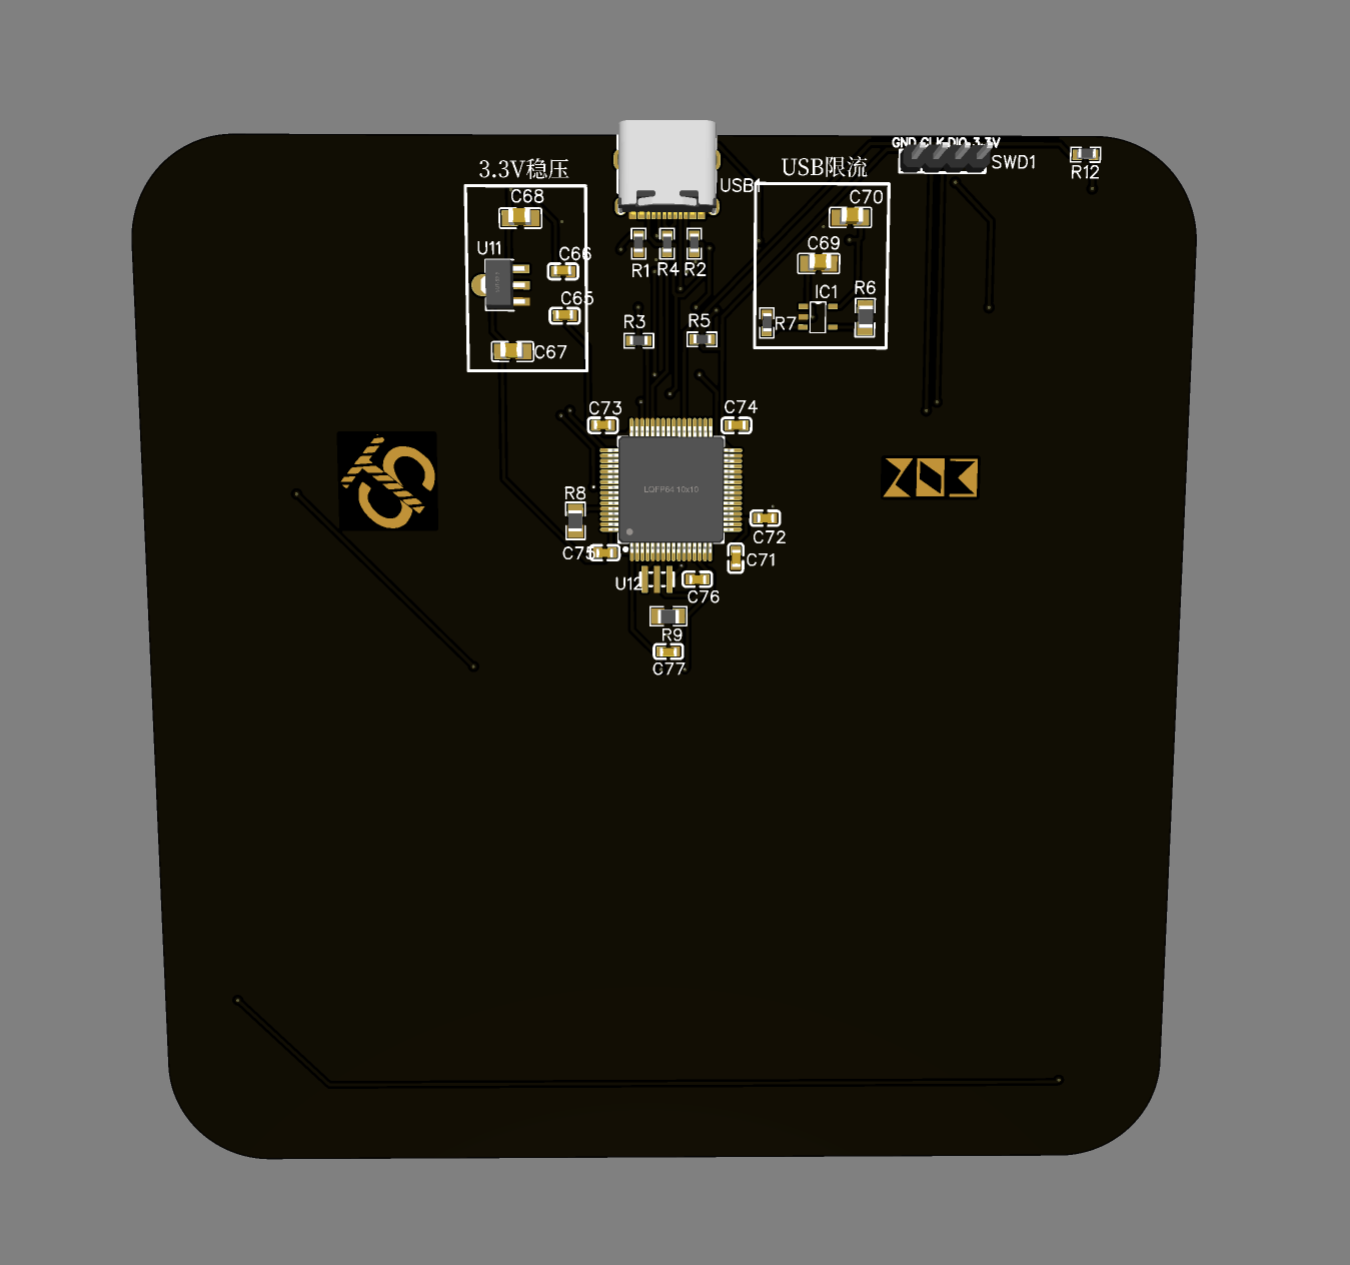 GND CLK DIO 3.3V
SWD1
R12
3.3V稳压
USB限流
USB1
C68
U11
C66
C65
C67
R1
R4
R2
C70
C69
IC1
R6
R7
R3
R5
C73
C74
LQFP64 10x10
R8
C75
C72
C71
U12
C76
R9
C77